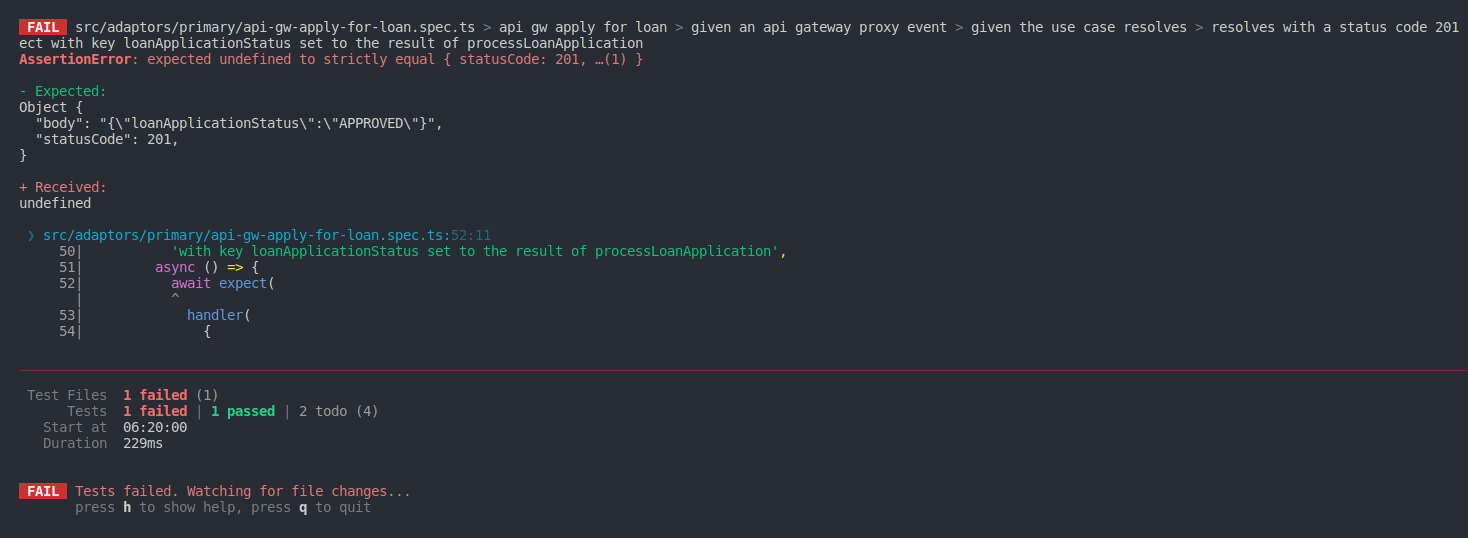 FAIL src/adaptors/primary/api-gw-apply-for-loan.spec.ts > api gw apply for loan > given an api gateway proxy event > given the use case resolves > resolves with a status code 201
ect with key loanApplicationStatus set to the result of processLoanApplication
AssertionError: expected undefined to strictly equal { statusCode: 201, …(1) }
- Expected:
Object {
  "body": "{\"loanApplicationStatus\":\"APPROVED\"}",
  "statusCode": 201,
}
+ Received:
undefined
❯ src/adaptors/primary/api-gw-apply-for-loan.spec.ts:52:11
50|           'with key loanApplicationStatus set to the result of processLoanApplication',
51|         async () => {
52|           await expect(
  |           ^
53|             handler(
54|               {
Test Files  1 failed (1)
Tests  1 failed | 1 passed | 2 todo (4)
Start at  06:20:00
Duration  229ms
FAIL Tests failed. Watching for file changes...
press h to show help, press q to quit